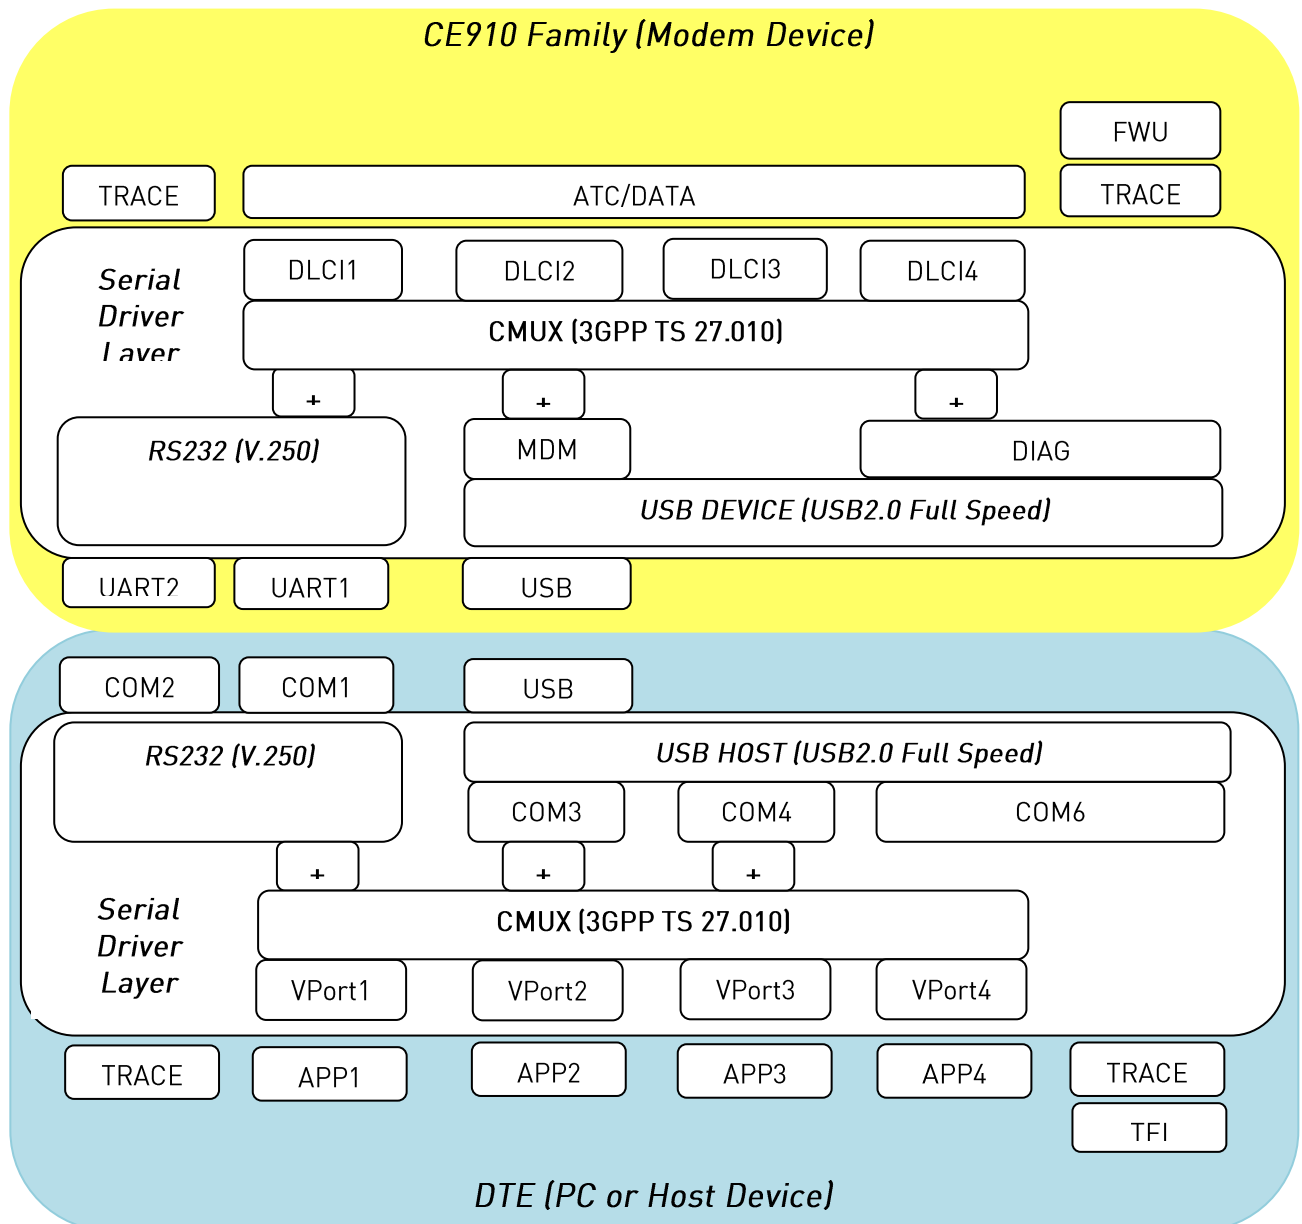 CE910 Family (Modem Device)
FWU
TRACE
ATC/DATA
TRACE
Serial
Driver
Layer
DLCI1
DLCI2
DLCI3
DLCI4
CMUX (3GPP TS 27.010)
+
+
+
RS232 (V.250)
MDM
DIAG
USB DEVICE (USB2.0 Full Speed)
UART2
UART1
USB
COM2
COM1
USB
RS232 (V.250)
USB HOST (USB2.0 Full Speed)
COM3
COM4
COM6
+
+
+
Serial
Driver
Layer
CMUX (3GPP TS 27.010)
VPort1
VPort2
VPort3
VPort4
TRACE
APP1
APP2
APP3
APP4
TRACE
TFI
DTE (PC or Host Device)